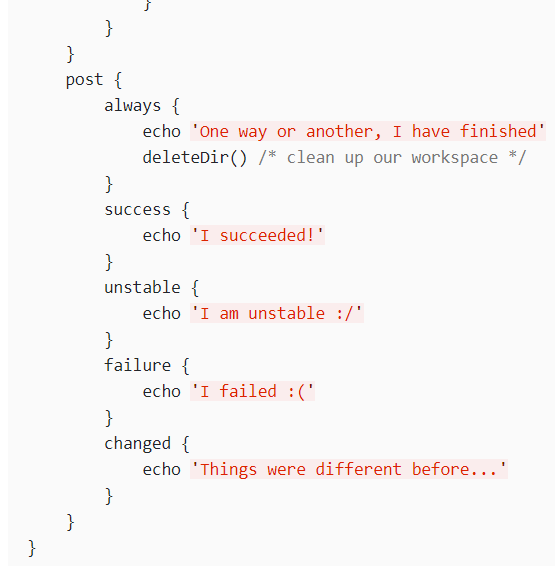 }
}
}
post {
always {
echo 'One way or another, I have finished'
deleteDir() /* clean up our workspace */
}
success {
echo 'I succeeded!'
}
unstable {
echo 'I am unstable :/'
}
failure {
echo 'I failed :('
}
changed {
echo 'Things were different before...'
}
}
}